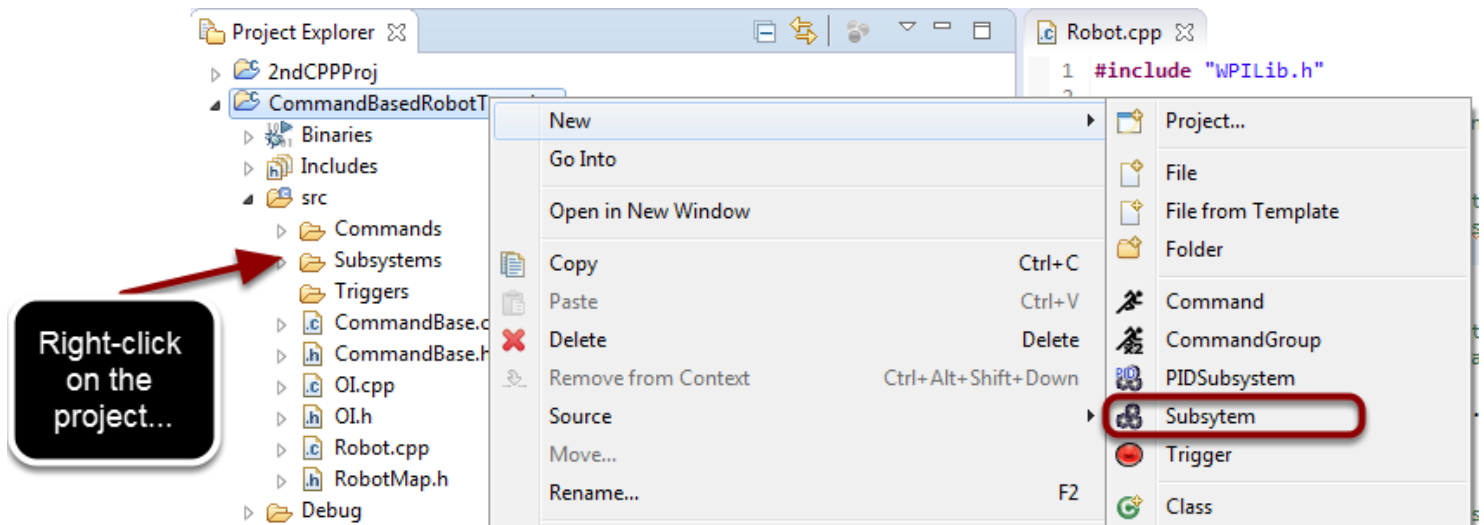 Project Explorer
Robot.cpp
2ndCPPProj
1 #include "WPILib.h"
2
CommandBasedRobotT
Binaries
Includes
src
Commands
Subsystems
Triggers
CommandBase.c
CommandBase.h
OI.cpp
OI.h
Robot.cpp
RobotMap.h
Debug
Right-click
on the
project...
New
Go Into
Open in New Window
Copy Ctrl+C
Paste Ctrl+V
Delete Delete
Remove from Context Ctrl+Alt+Shift+Down
Source
Move...
Rename... F2
Project...
File
File from Template
Folder
Command
CommandGroup
PIDSubsystem
Subsytem
Trigger
Class